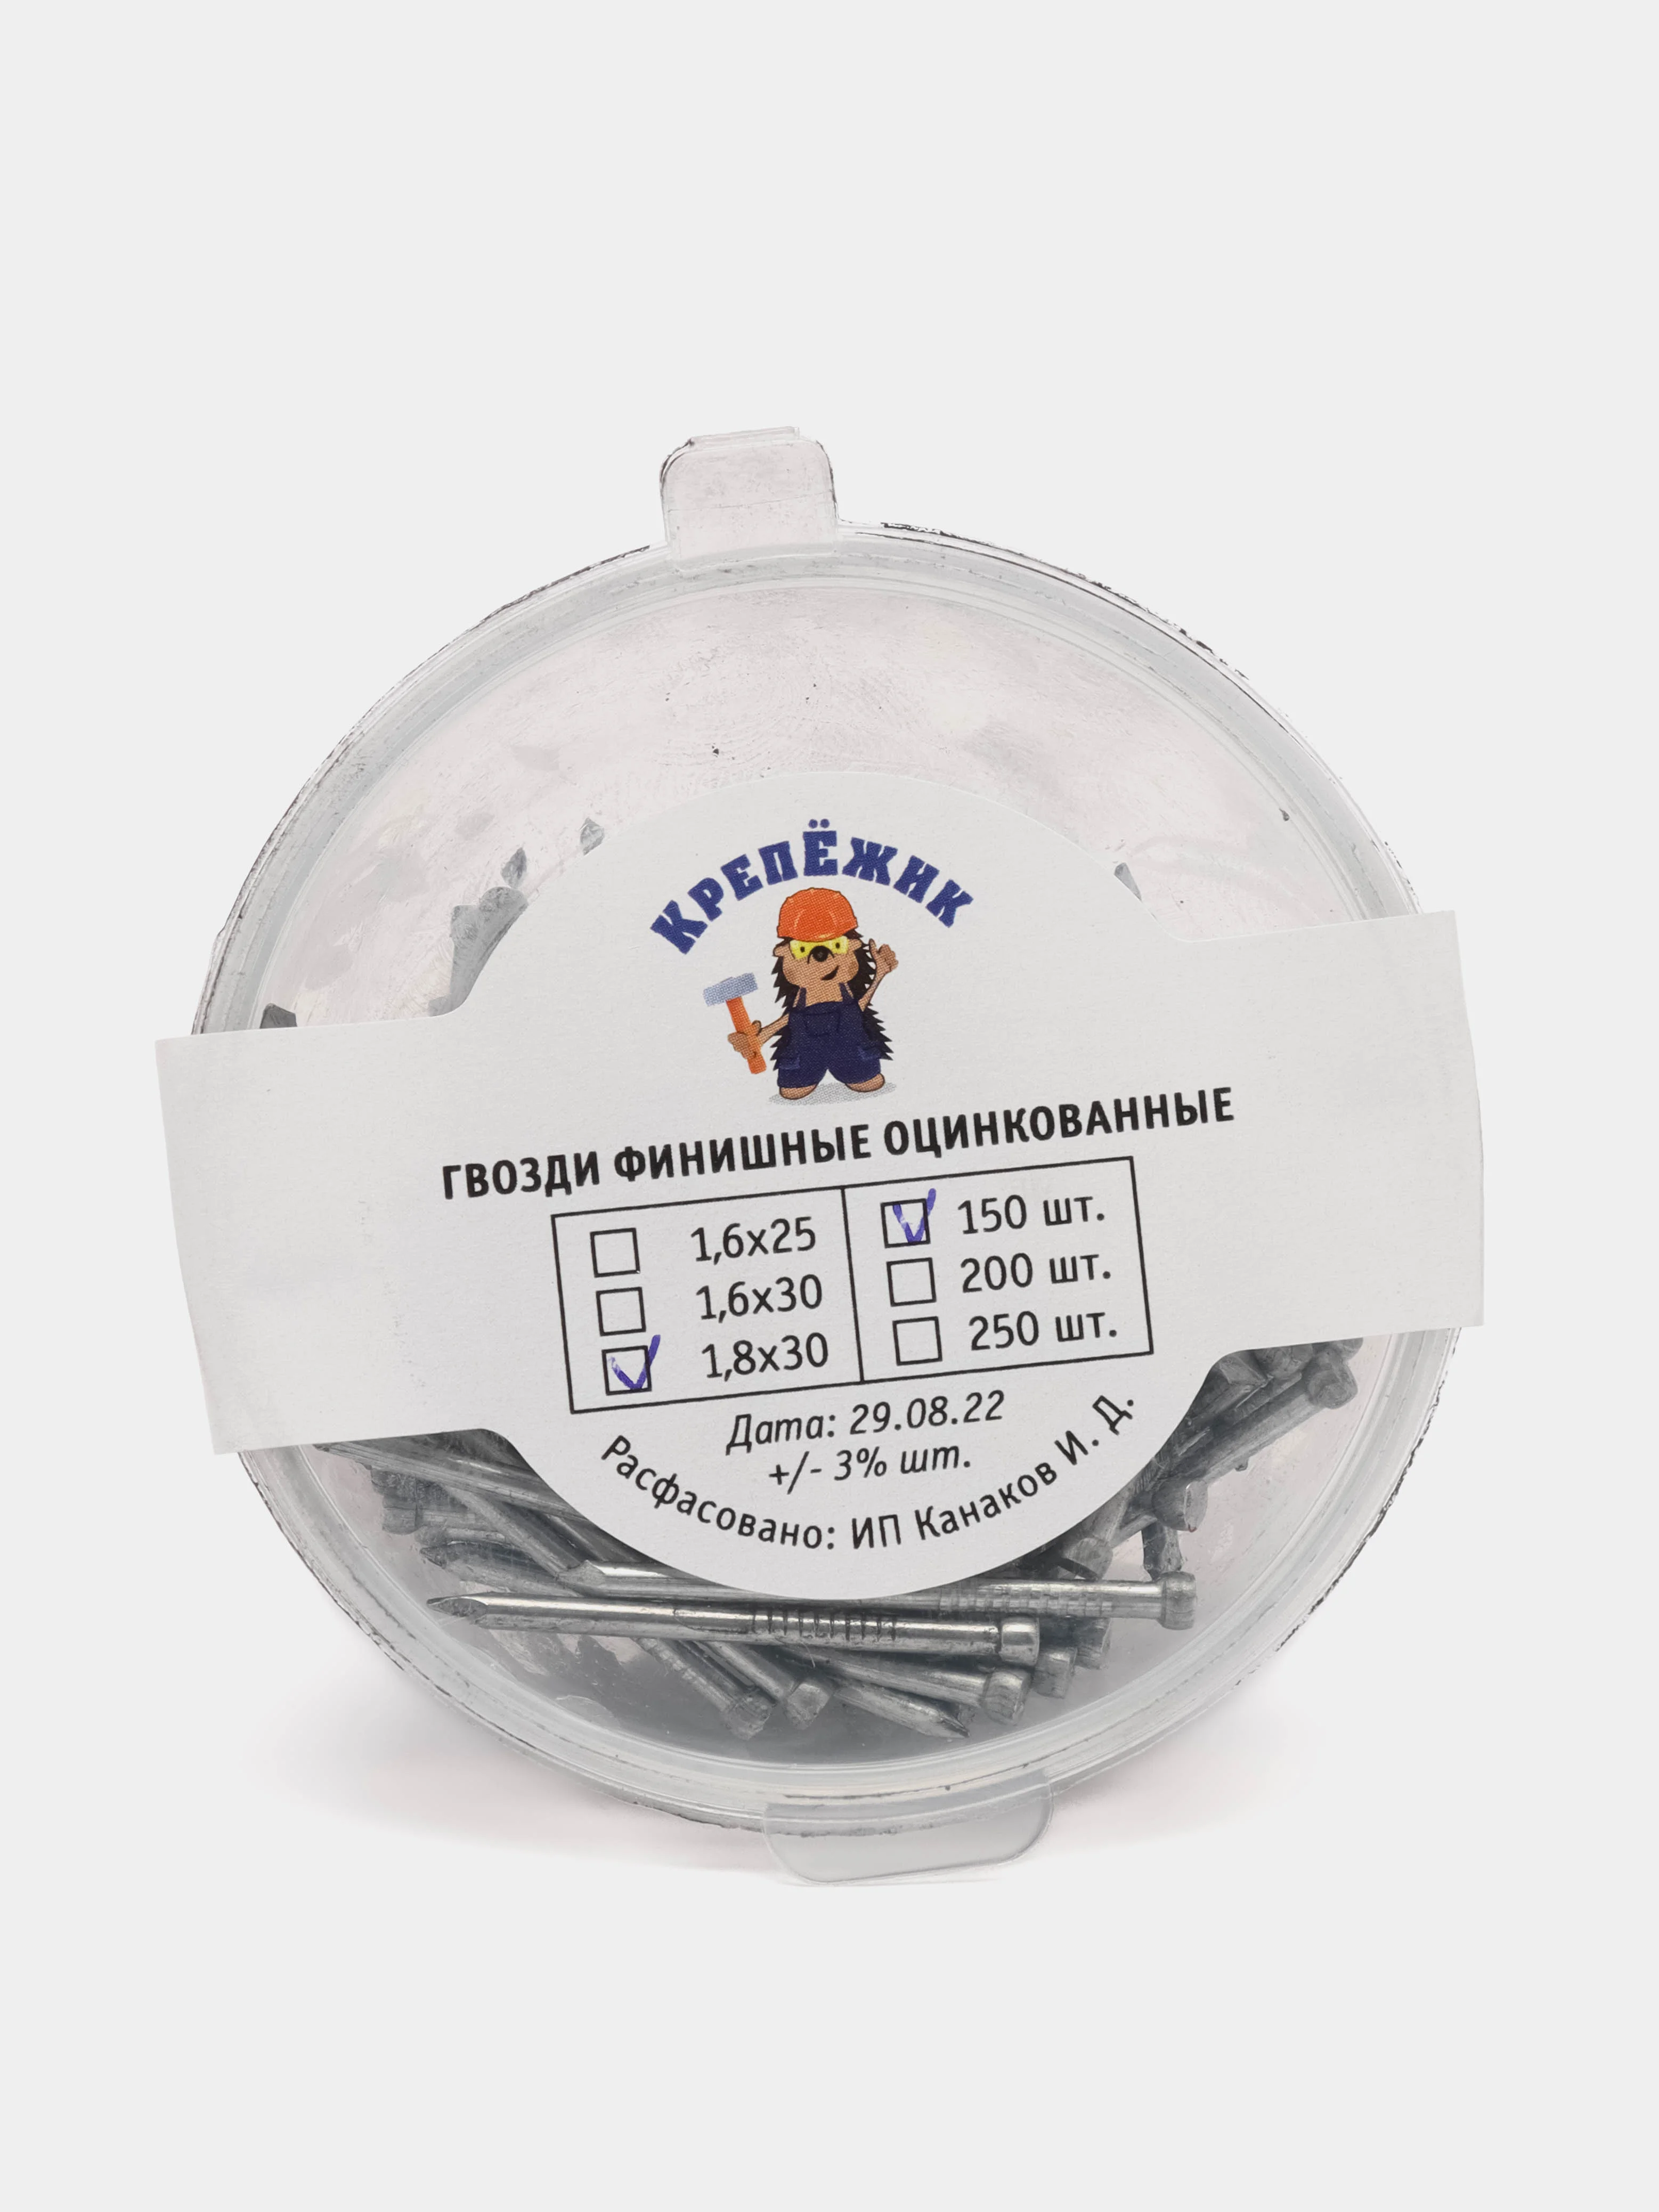 КРЕПЁЖИК
ГВОЗДИ ФИНИШНЫЕ ОЦИНКОВАННЫЕ
1,6х25
1,6х30
1,8х30
150 шт.
200 шт.
250 шт.
Дата: 29.08.22
+/- 3% шт.
Расфасовано: ИП Канаков И. Д.